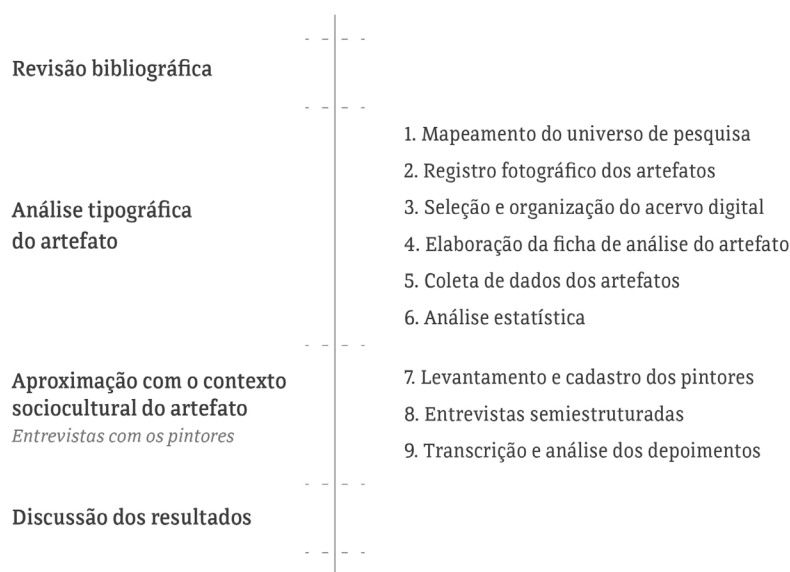 Revisão bibliográfica
Análise tipográfica
do artefato
1. Mapeamento do universo de pesquisa
2. Registro fotográfico dos artefatos
3. Seleção e organização do acervo digital
4. Elaboração da ficha de análise do artefato
5. Coleta de dados dos artefatos
6. Análise estatística
Aproximação com o contexto
sociocultural do artefato
Entrevistas com os pintores
7. Levantamento e cadastro dos pintores
8. Entrevistas semiestruturadas
9. Transcrição e análise dos depoimentos
Discussão dos resultados